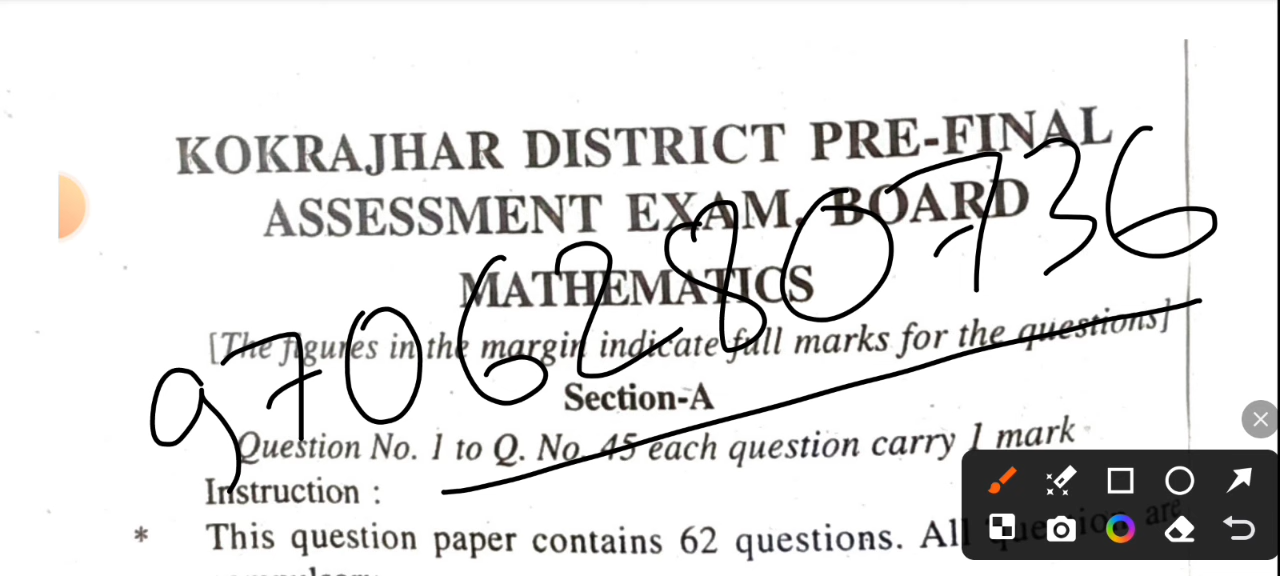 KOKRAJHAR DISTRICT PRE-FINAL
ASSESSMENT EXAM. BOARD
MATHEMATICS
[The figures in the margin indicate full marks for the questions]
9706280736
Section-A
Question No. 1 to Q. No. 45 each question carry 1 mark
Instruction :
* This question paper contains 62 questions. All question are